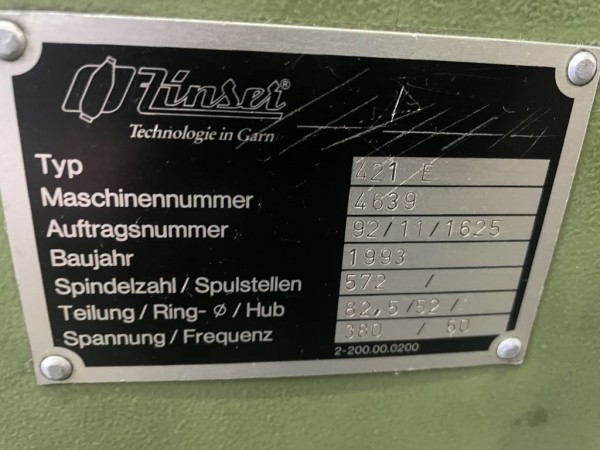 Zinser®
Technologie in Garn
Typ 421 E
Maschinennummer 4639
Auftragsnummer 92/11/1625
Baujahr 1993
Spindelzahl / Spulstellen 572 /
Teilung / Ring- ø / Hub 82,5/52/
Spannung / Frequenz 380 / 50
2-200.00.0200